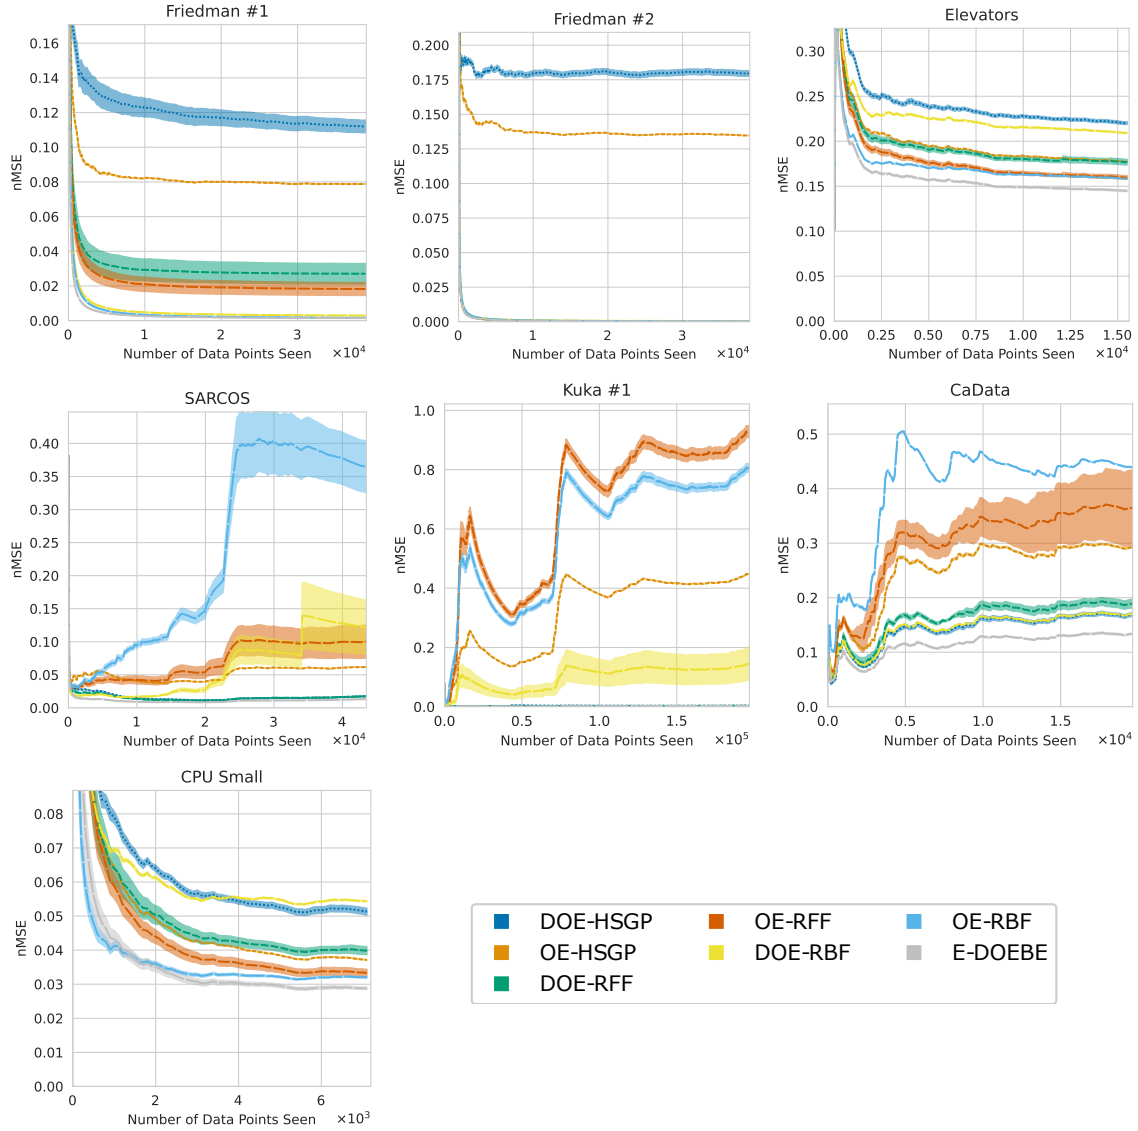 Friedman #1
Friedman #2
Elevators
nMSE
0.16
0.14
0.12
0.10
0.08
0.06
0.04
0.02
0.00
0 1 2 3
Number of Data Points Seen ×10⁴
nMSE
0.200
0.175
0.150
0.125
0.100
0.075
0.050
0.025
0.000
0 1 2 3
Number of Data Points Seen ×10⁴
nMSE
0.30
0.25
0.20
0.15
0.10
0.05
0.00
0.00 0.25 0.50 0.75 1.00 1.25 1.50
Number of Data Points Seen ×10⁴
SARCOS
Kuka #1
CaData
nMSE
0.40
0.35
0.30
0.25
0.20
0.15
0.10
0.05
0.00
0 1 2 3 4
Number of Data Points Seen ×10⁴
nMSE
1.0
0.8
0.6
0.4
0.2
0.0
0.0 0.5 1.0 1.5
Number of Data Points Seen ×10⁵
nMSE
0.5
0.4
0.3
0.2
0.1
0.0
0.0 0.5 1.0 1.5
Number of Data Points Seen ×10⁴
CPU Small
nMSE
0.08
0.07
0.06
0.05
0.04
0.03
0.02
0.01
0.00
0 2 4 6
Number of Data Points Seen ×10³
DOE-HSGP OE-RFF OE-RBF
OE-HSGP DOE-RBF E-DOEBE
DOE-RFF